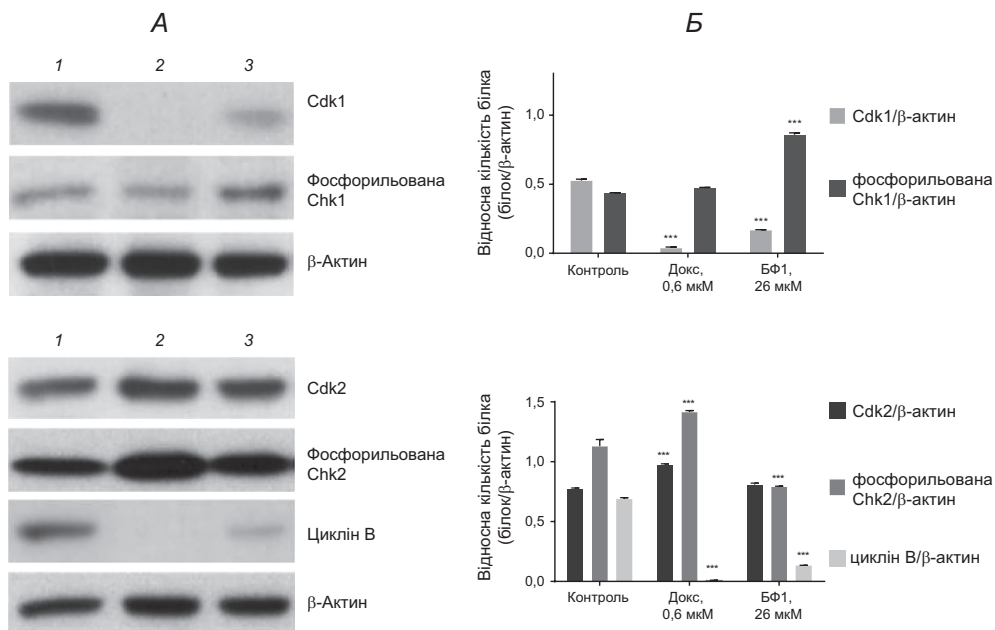 А
1 2 3
Cdk1
Фосфорильована
Chk1
β-Актин
1 2 3
Cdk2
Фосфорильована
Chk2
Циклін В
β-Актин
Б
Відносна кількість білка
(білок/β-актин)
1,0
0,5
0,0
***
***
***
Контроль
Докс,
0,6 мкМ
БФ1,
26 мкМ
Cdk1/β-актин
фосфорильована
Chk1/β-актин
Відносна кількість білка
(білок/β-актин)
1,5
1,0
0,5
0,0
***
***
***
***
***
Контроль
Докс,
0,6 мкМ
БФ1,
26 мкМ
Cdk2/β-актин
фосфорильована
Chk2/β-актин
циклін В/β-актин